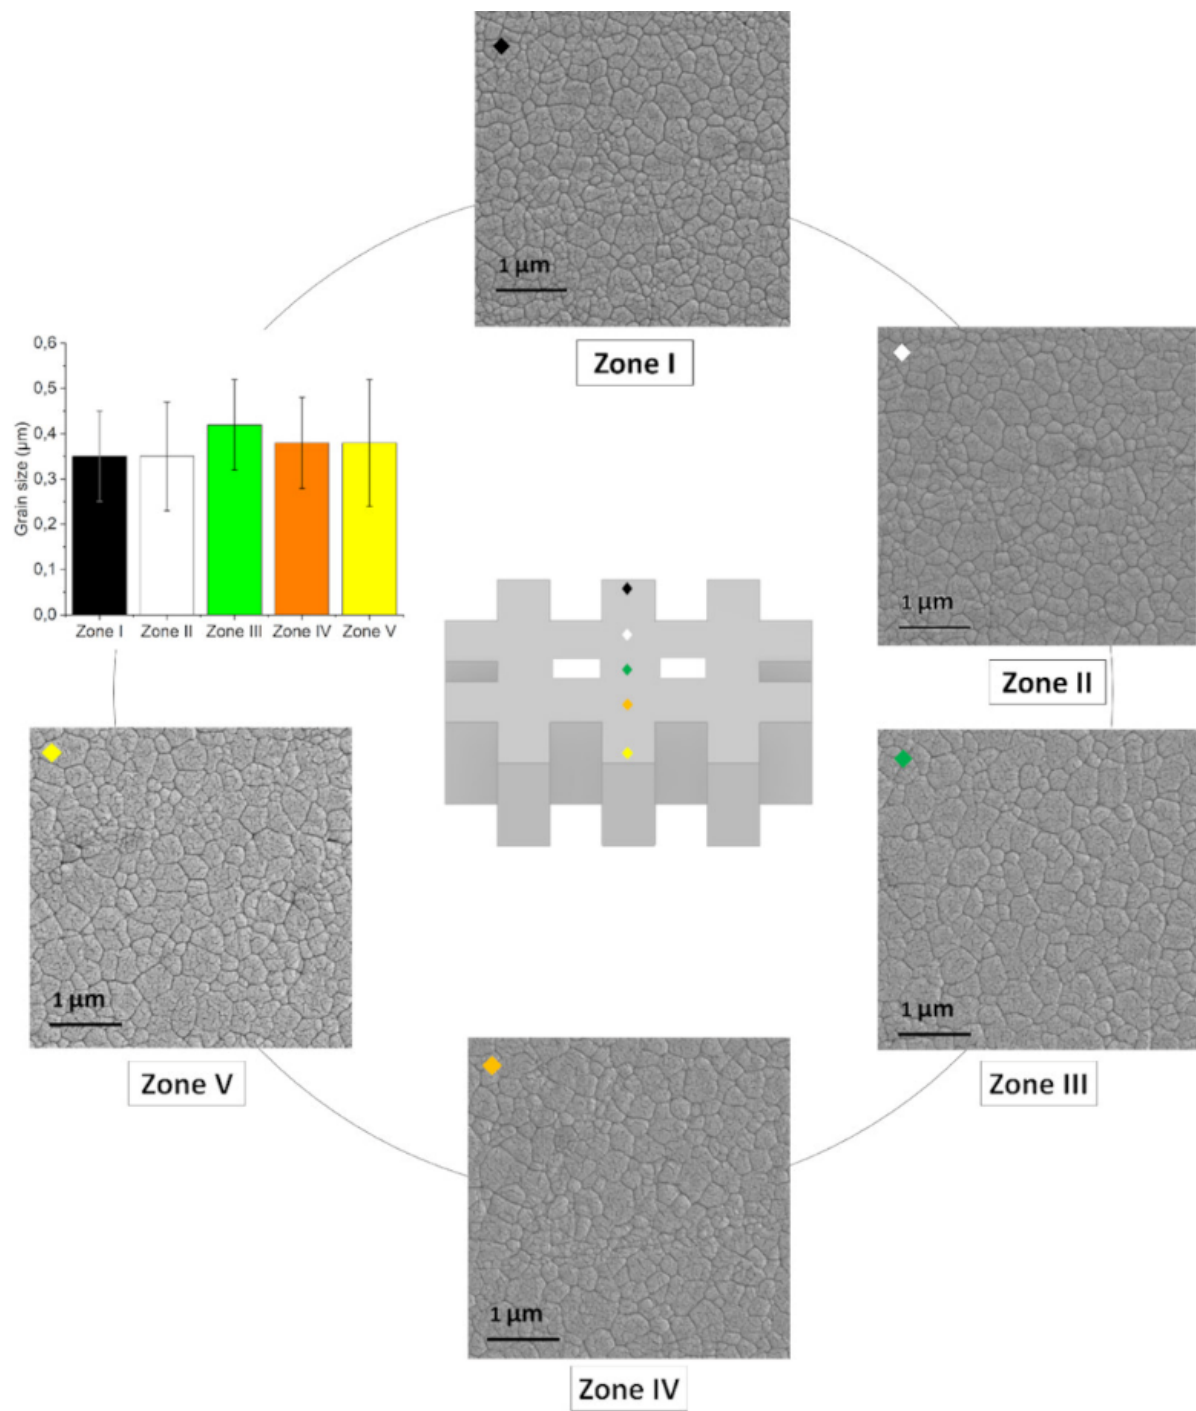 1 µm
Zone I
1 µm
Zone II
0,6
0,5
0,4
0,3
0,2
0,1
0,0
Grain size (µm)
Zone I Zone II Zone III Zone IV Zone V
1 µm
Zone V
1 µm
Zone III
1 µm
Zone IV